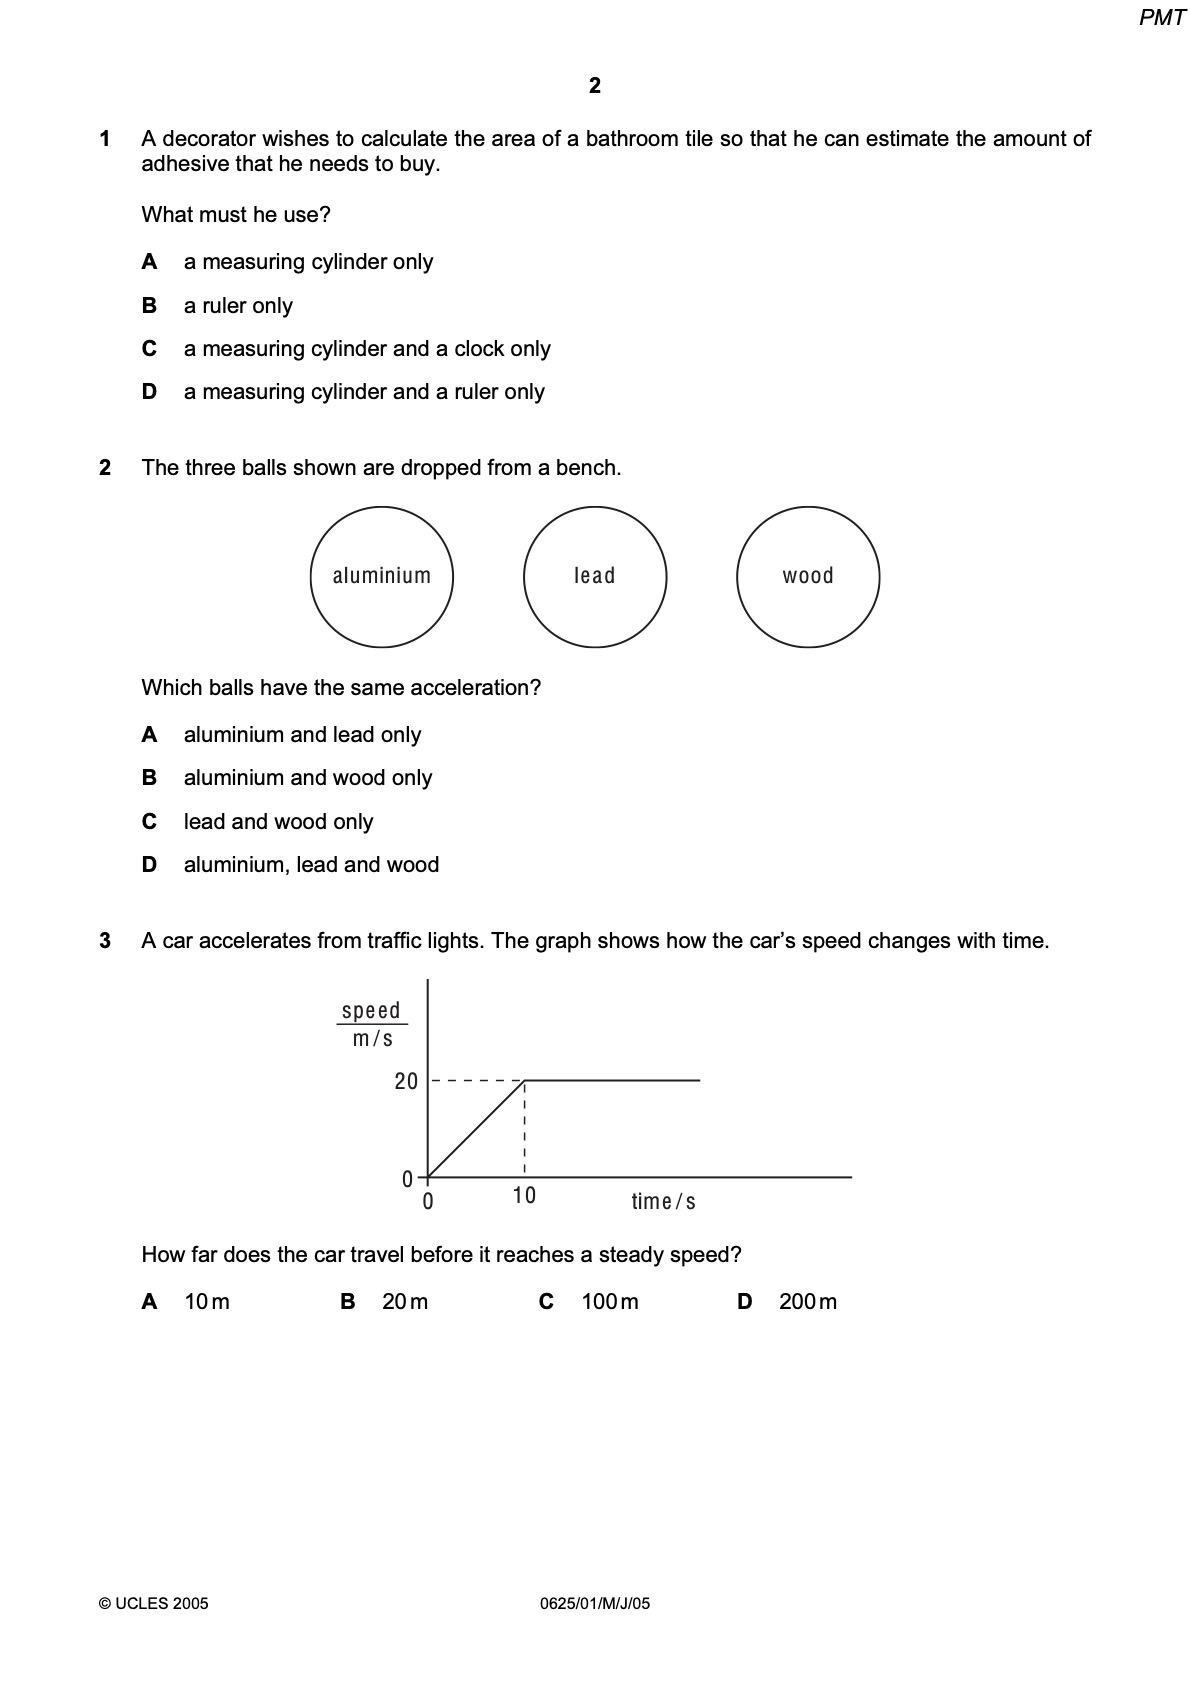 PMT
2
1 A decorator wishes to calculate the area of a bathroom tile so that he can estimate the amount of
adhesive that he needs to buy.
What must he use?
A a measuring cylinder only
B a ruler only
C a measuring cylinder and a clock only
D a measuring cylinder and a ruler only
2 The three balls shown are dropped from a bench.
aluminium lead wood
Which balls have the same acceleration?
A aluminium and lead only
B aluminium and wood only
C lead and wood only
D aluminium, lead and wood
3 A car accelerates from traffic lights. The graph shows how the car’s speed changes with time.
speed
m/s
20
0
0 10 time/s
How far does the car travel before it reaches a steady speed?
A 10 m B 20 m C 100 m D 200 m
© UCLES 2005 0625/01/M/J/05